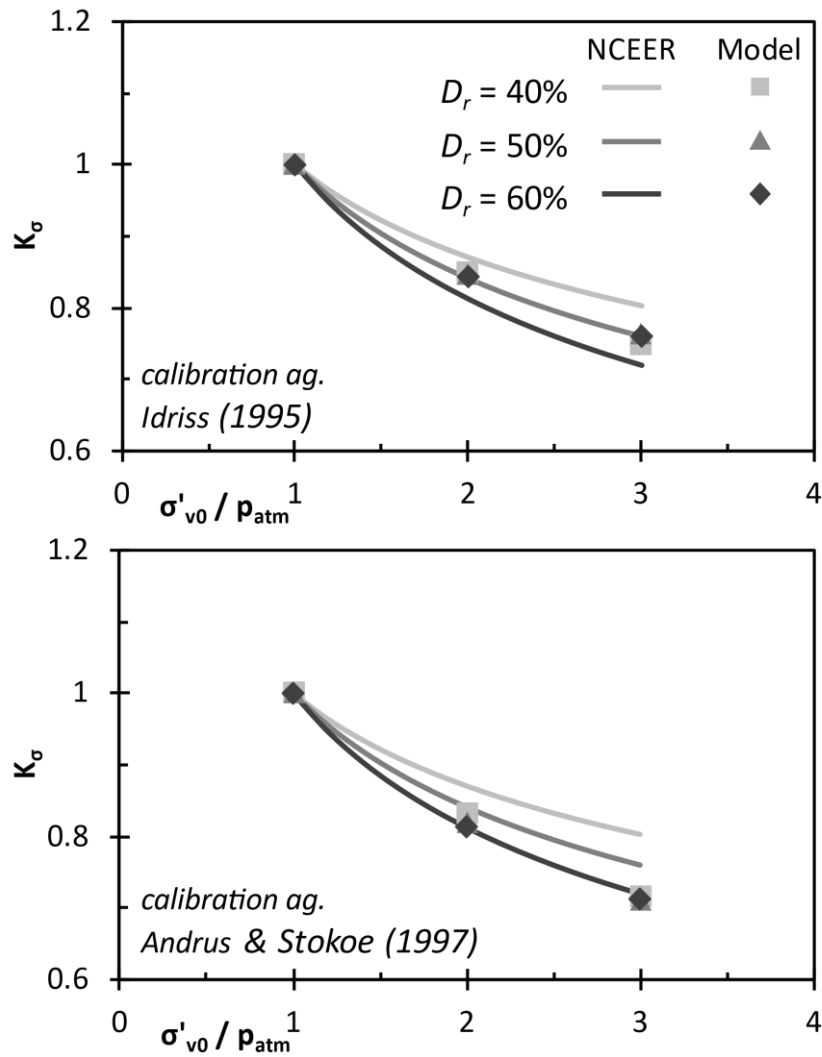 1.2
NCEER Model
Dr = 40%
Dr = 50%
1
Dr = 60%
Kσ
0.8
calibration ag.
Idriss (1995)
0.6
0 1 2 3 4
σ'v0 / patm
1.2
1
Kσ
0.8
calibration ag.
Andrus & Stokoe (1997)
0.6
0 1 2 3 4
σ'v0 / patm